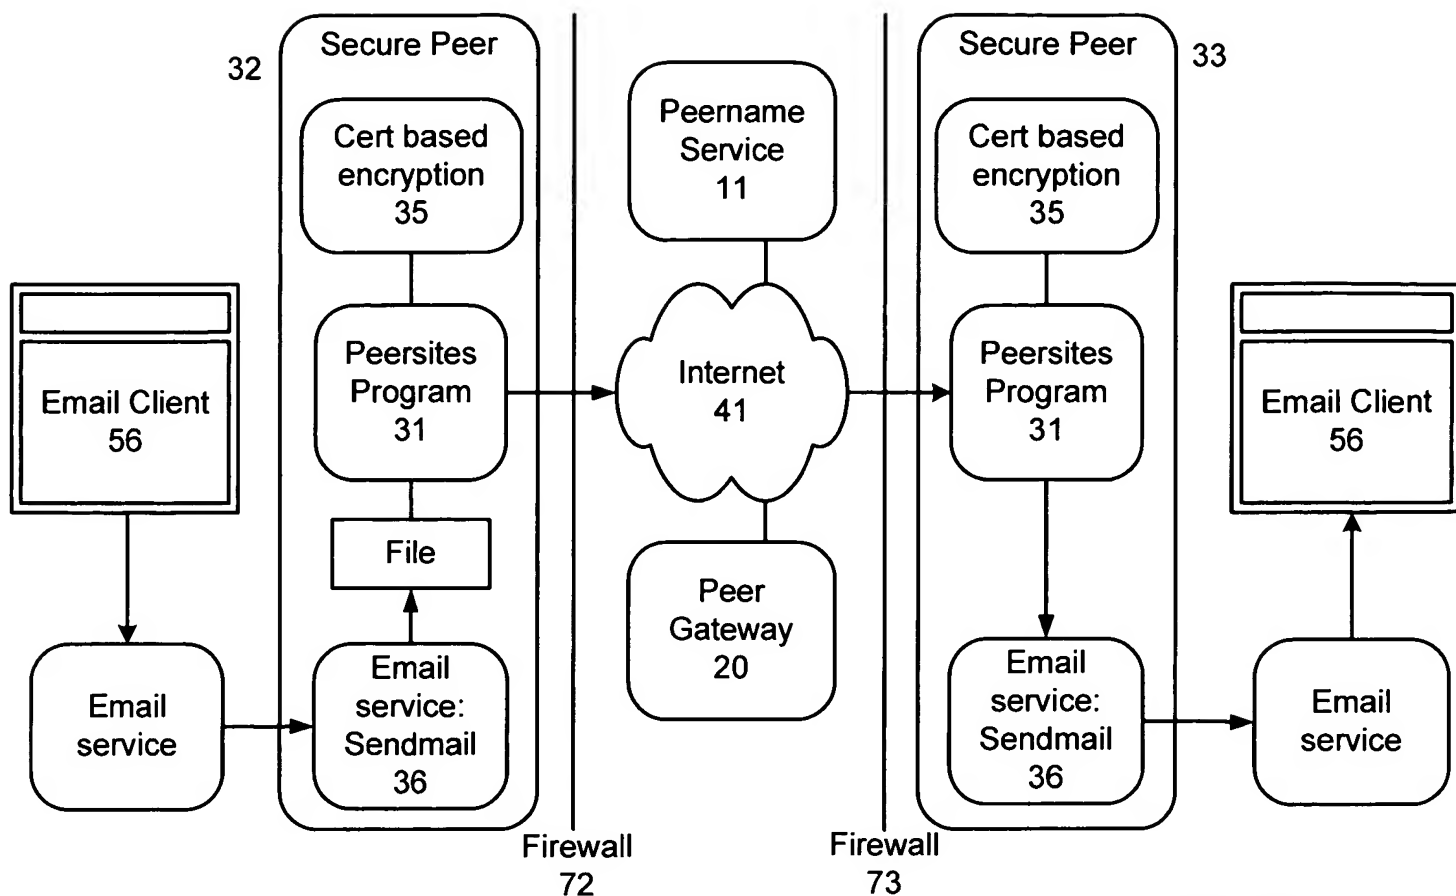 Secure Peer
32
Cert based
encryption
35
Peersites
Program
31
File
Email
service:
Sendmail
36
Email Client
56
Email
service
Firewall
72
Peername
Service
11
Internet
41
Peer
Gateway
20
Firewall
73
Secure Peer
33
Cert based
encryption
35
Peersites
Program
31
Email
service:
Sendmail
36
Email Client
56
Email
service